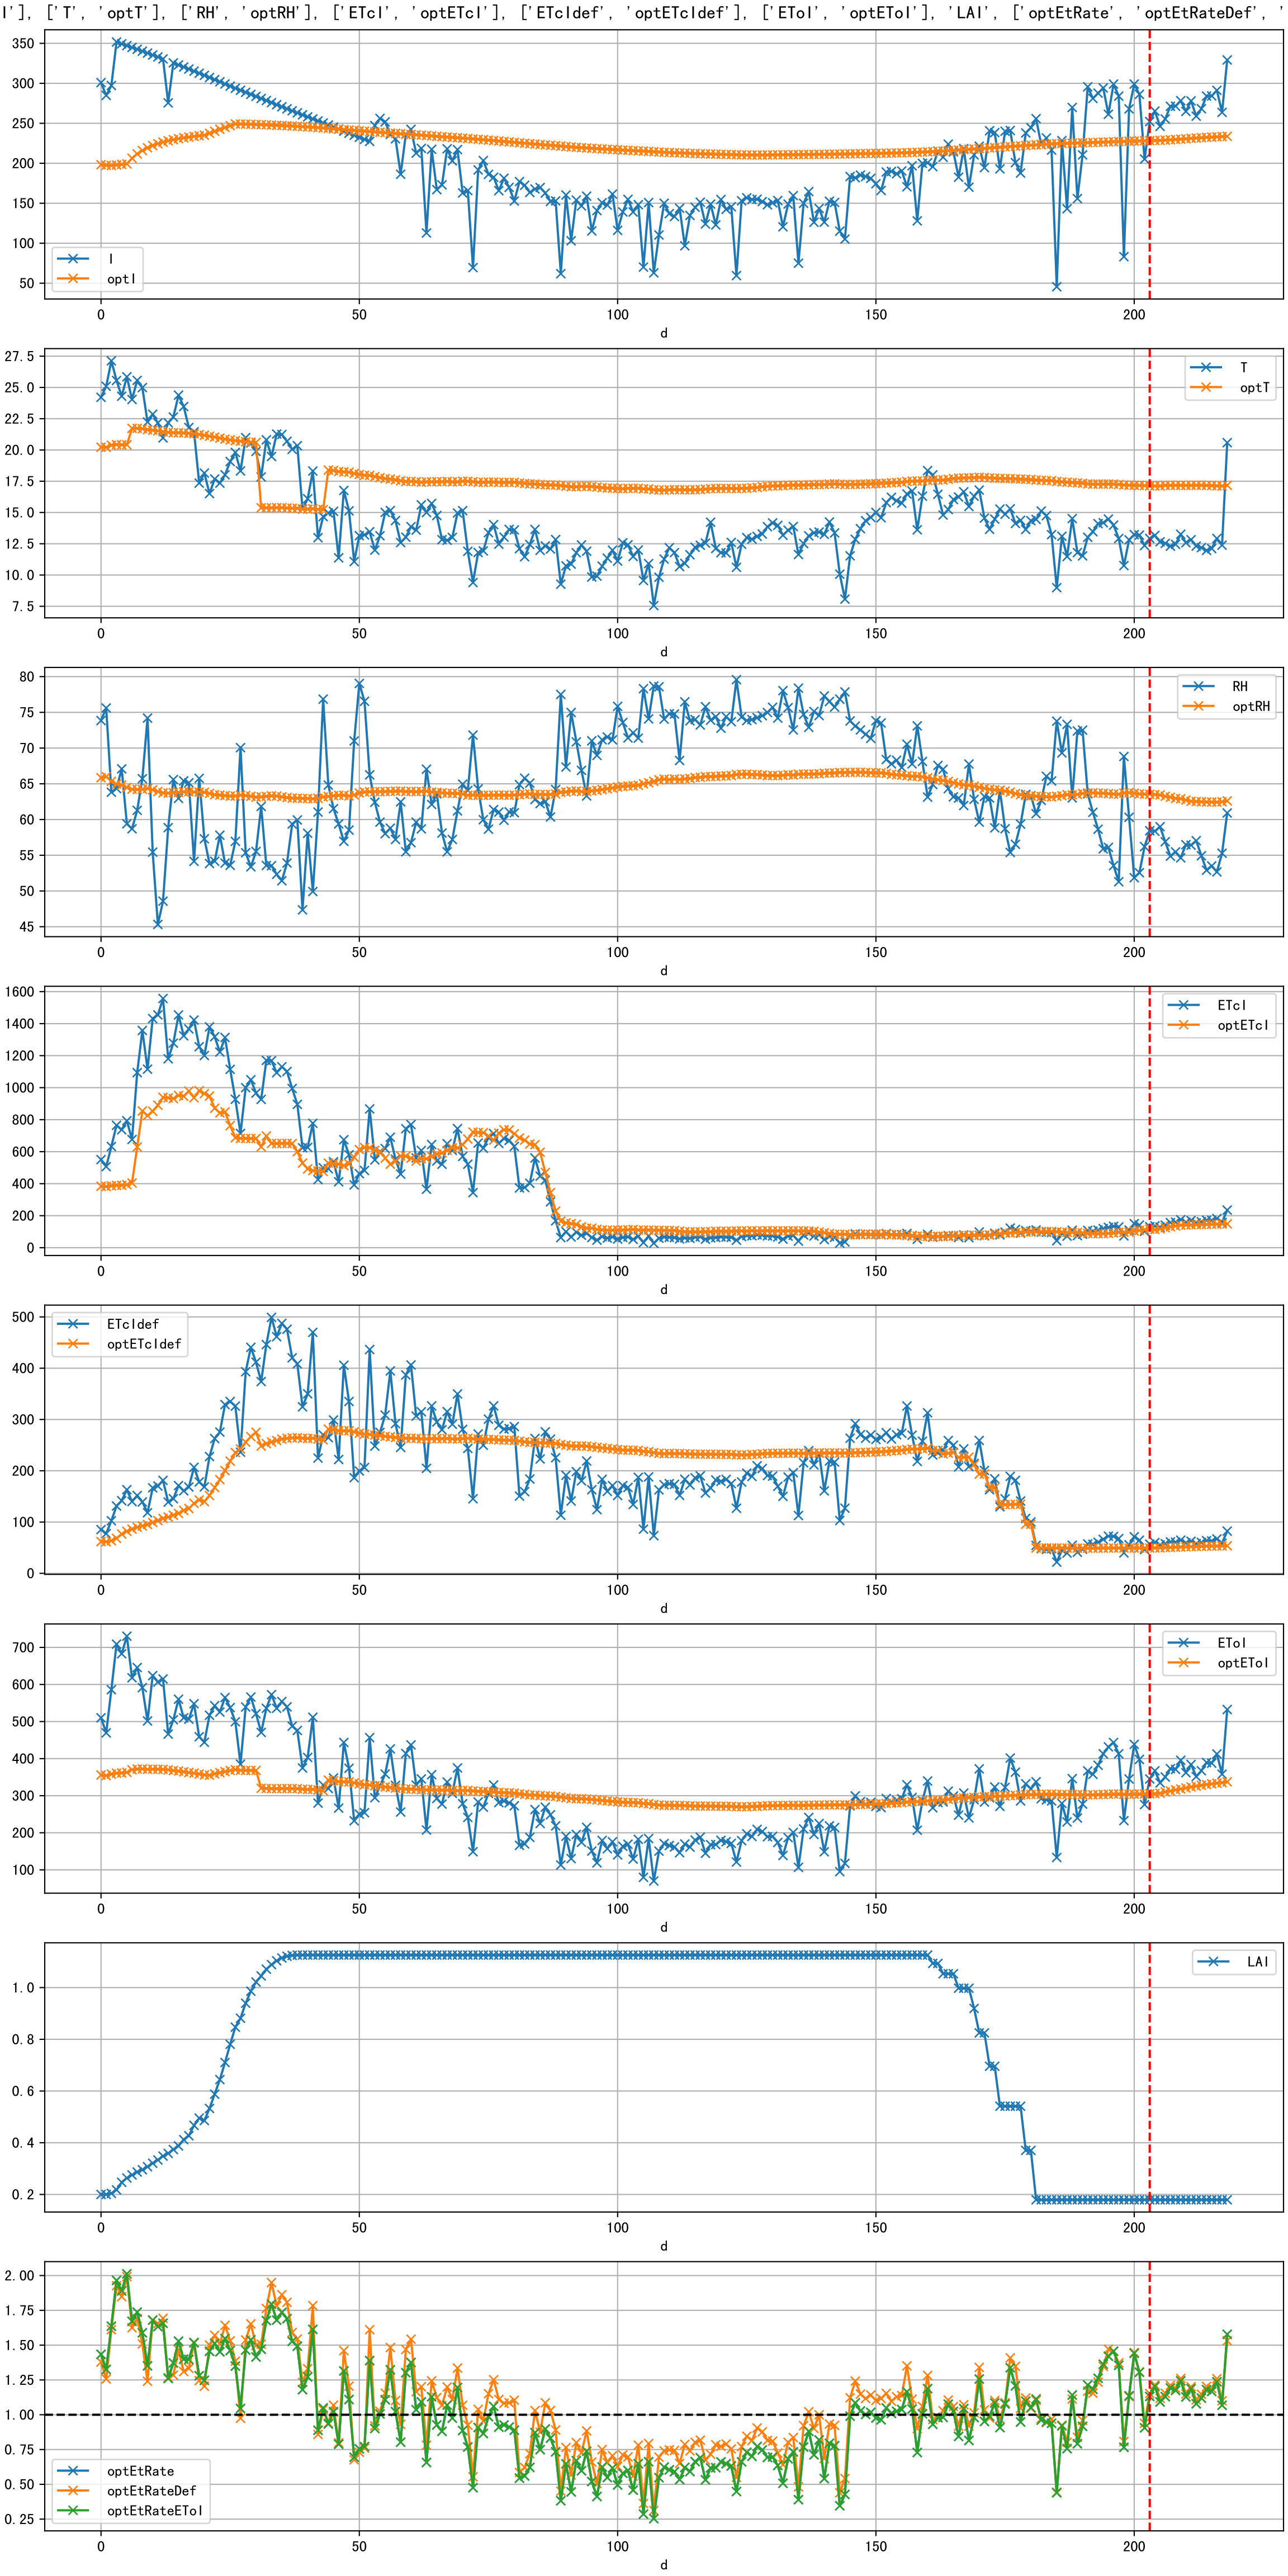 I'], ['T', 'optT'], ['RH', 'optRH'], ['ETcI', 'optETcI'], ['ETcIdef', 'optETcIdef'], ['EToI', 'optEToI'], 'LAI', ['optEtRate', 'optEtRateDef', '
350
300
250
200
150
100
50
I
optI
0 50 100 150 200
d
27.5
25.0
22.5
20.0
17.5
15.0
12.5
10.0
7.5
T
optT
0 50 100 150 200
d
80
75
70
65
60
55
50
45
RH
optRH
0 50 100 150 200
d
1600
1400
1200
1000
800
600
400
200
0
ETcI
optETcI
0 50 100 150 200
d
500
400
300
200
100
0
ETcIdef
optETcIdef
0 50 100 150 200
d
700
600
500
400
300
200
100
EToI
optEToI
0 50 100 150 200
d
1.0
0.8
0.6
0.4
0.2
LAI
0 50 100 150 200
d
2.00
1.75
1.50
1.25
1.00
0.75
0.50
0.25
optEtRate
optEtRateDef
optEtRateEToI
0 50 100 150 200
d